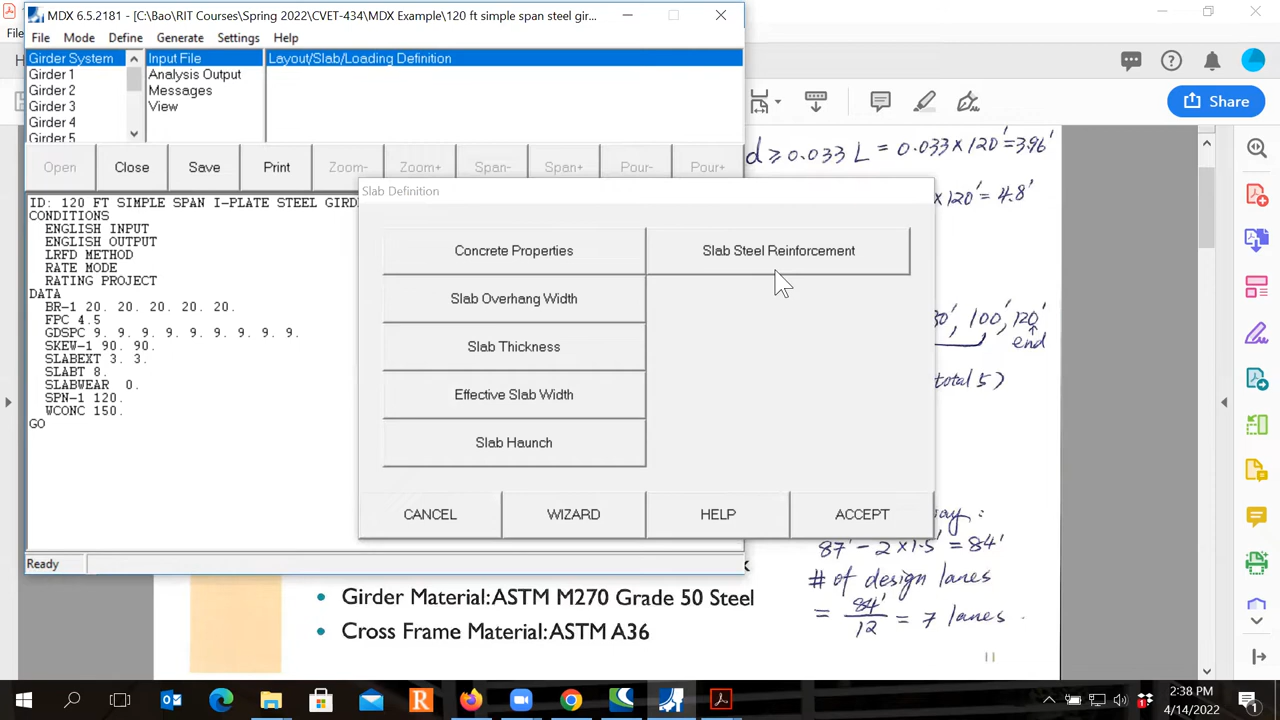 MDX 6.5.2181 - [C:\Bao\RIT Courses\Spring 2022\CVET-434\MDX Example\120 ft simple span steel gir...
File Mode Define Generate Settings Help
Girder System
Girder 1
Girder 2
Girder 3
Girder 4
Girder 5
Input File
Analysis Output
Messages
View
Layout/Slab/Loading Definition
Share
Open Close Save Print Zoom- Zoom+ Span- Span+ Pour- Pour+
d ≥ 0.033 L = 0.033×120' = 3.96'
×120' = 4.8'
ID: 120 FT SIMPLE SPAN I-PLATE STEEL GIRD
CONDITIONS
ENGLISH INPUT
ENGLISH OUTPUT
LRFD METHOD
RATE MODE
RATING PROJECT
DATA
BR-1 20. 20. 20. 20. 20.
FPC 4.5
GDSPC 9. 9. 9. 9. 9. 9. 9. 9. 9.
SKEW-1 90. 90.
SLABEXT 3. 3.
SLABT 8.
SLABWEAR 0.
SPN-1 120.
WCONC 150.
GO
Slab Definition
Concrete Properties
Slab Steel Reinforcement
Slab Overhang Width
Slab Thickness
Effective Slab Width
Slab Haunch
CANCEL WIZARD HELP ACCEPT
80', 100', 120'
end
(total 5)
Ready
87' - 2×1.5' = 84'
# of design lanes
= 84' / 12 = 7 lanes
• Girder Material: ASTM M270 Grade 50 Steel
• Cross Frame Material: ASTM A36
11
2:38 PM
4/14/2022